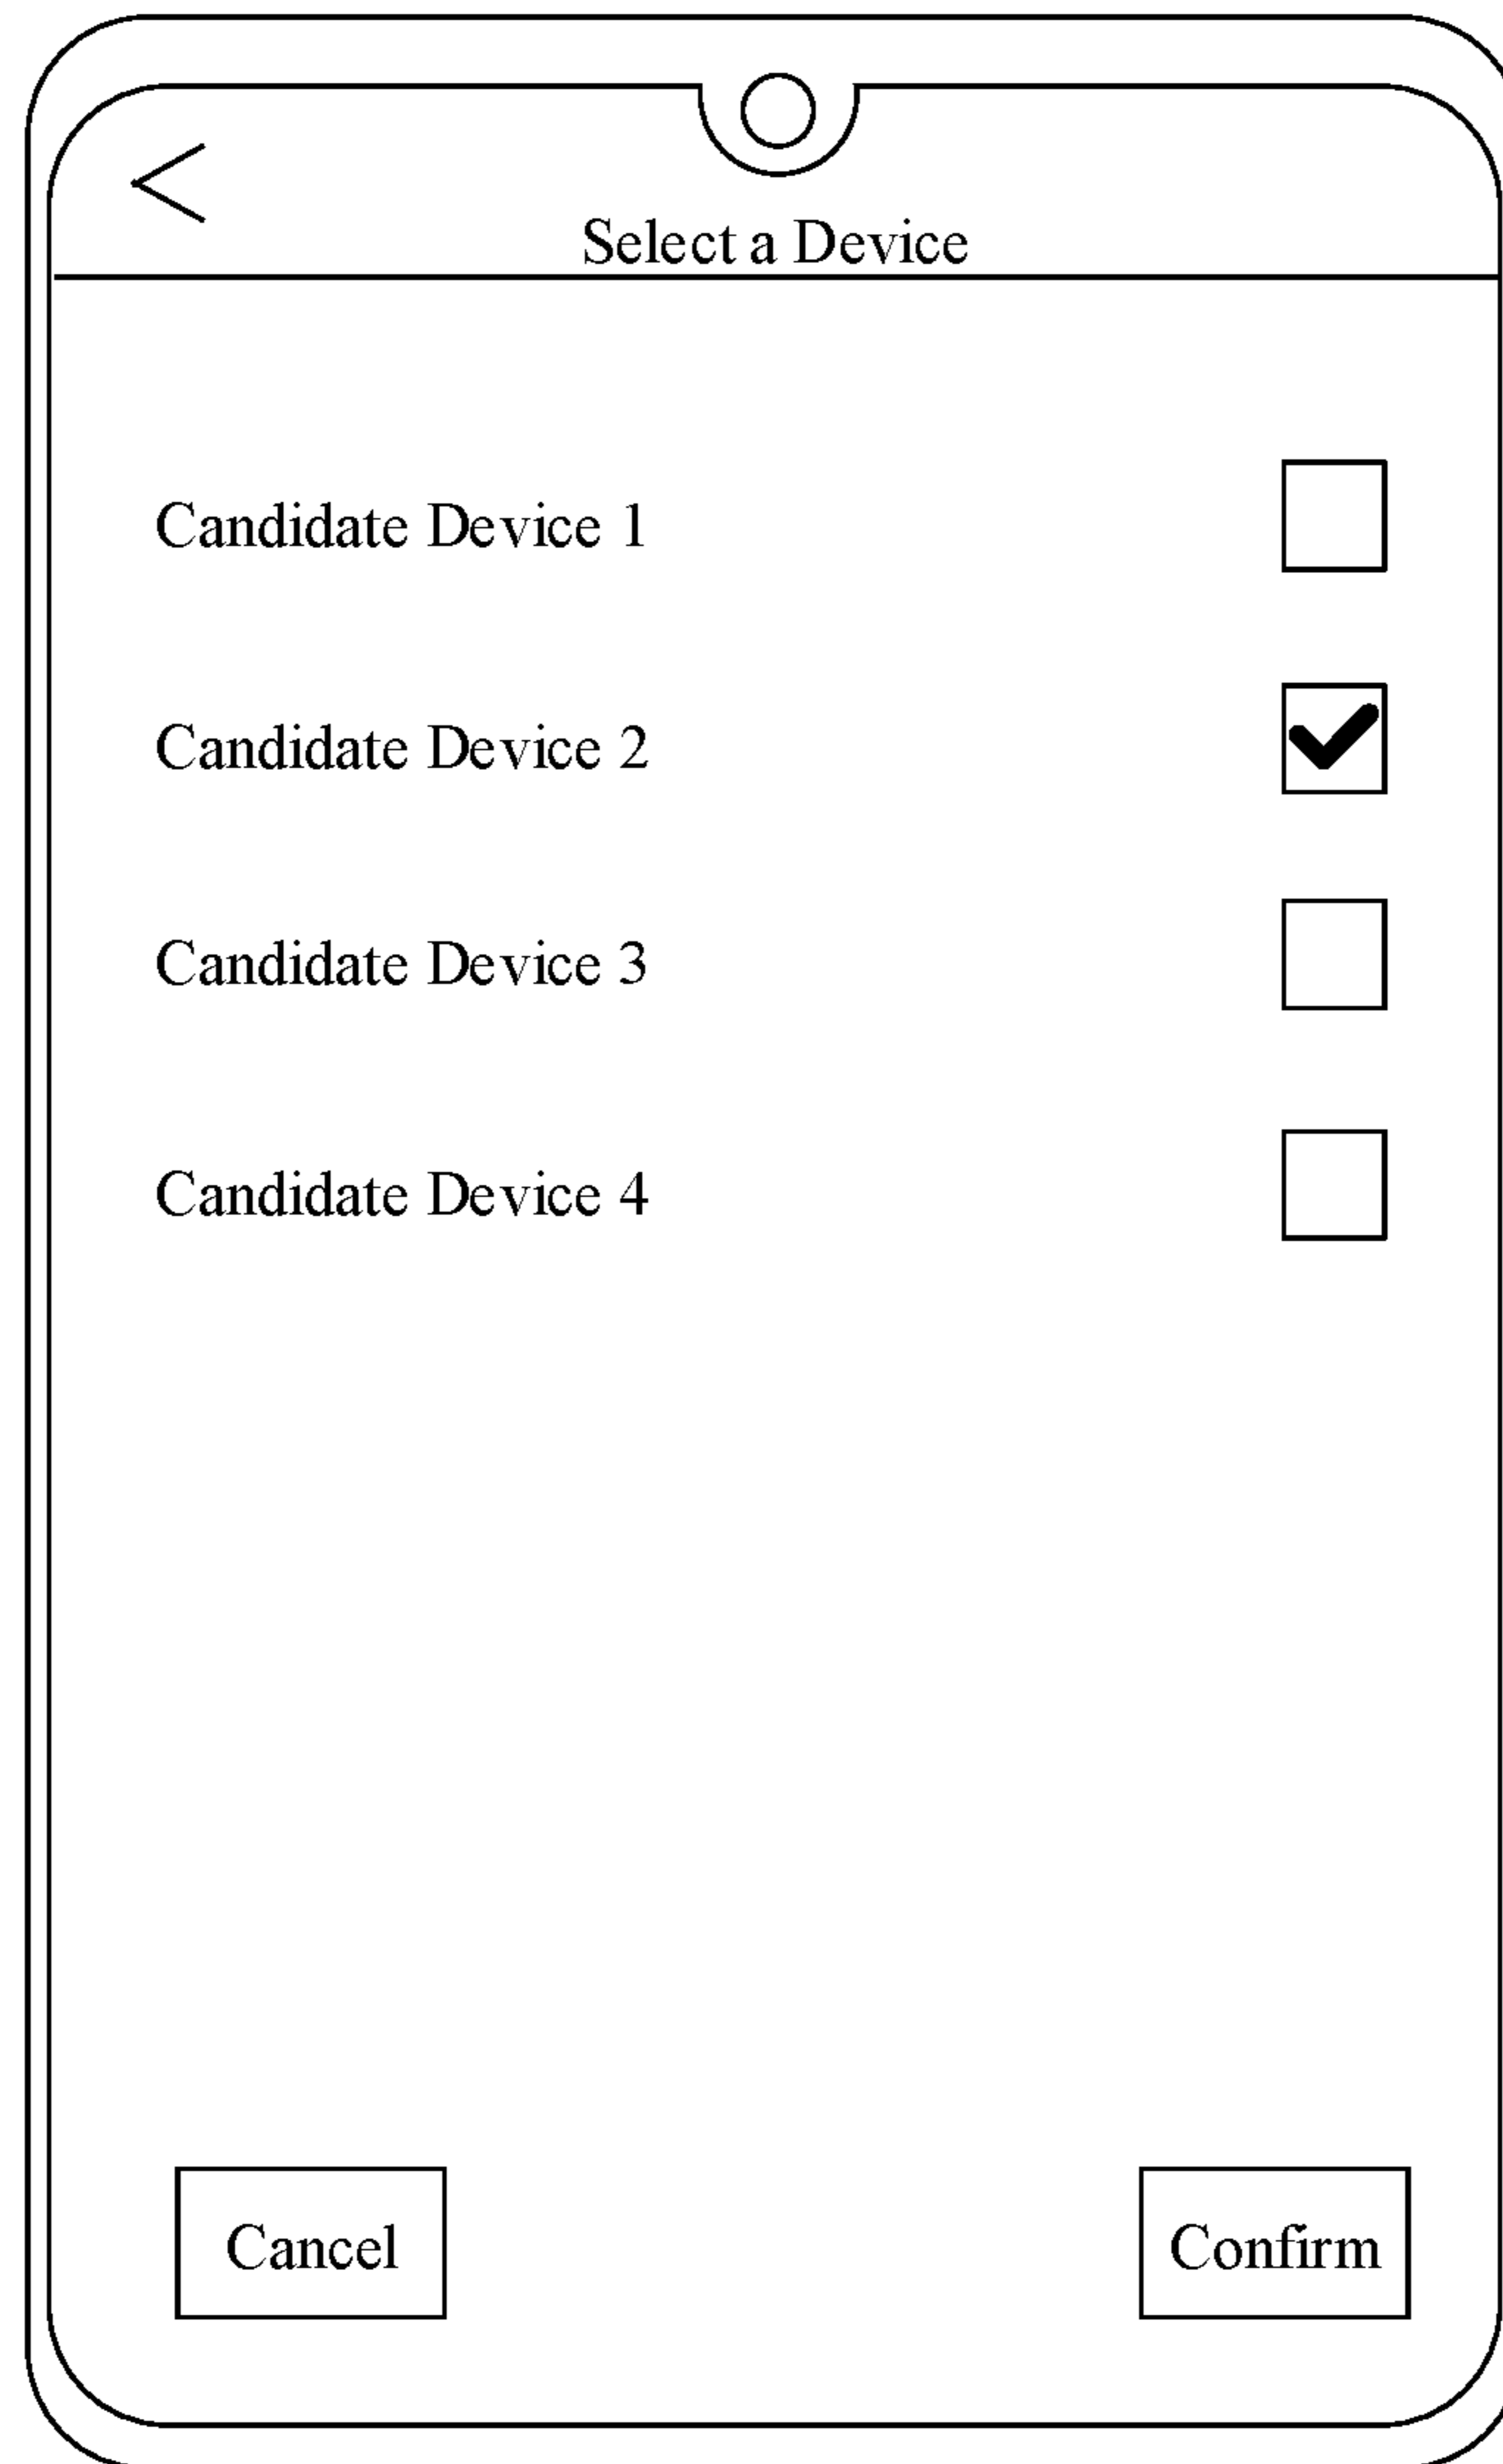 Select a Device
Candidate Device 1
Candidate Device 2
Candidate Device 3
Candidate Device 4
Cancel
Confirm